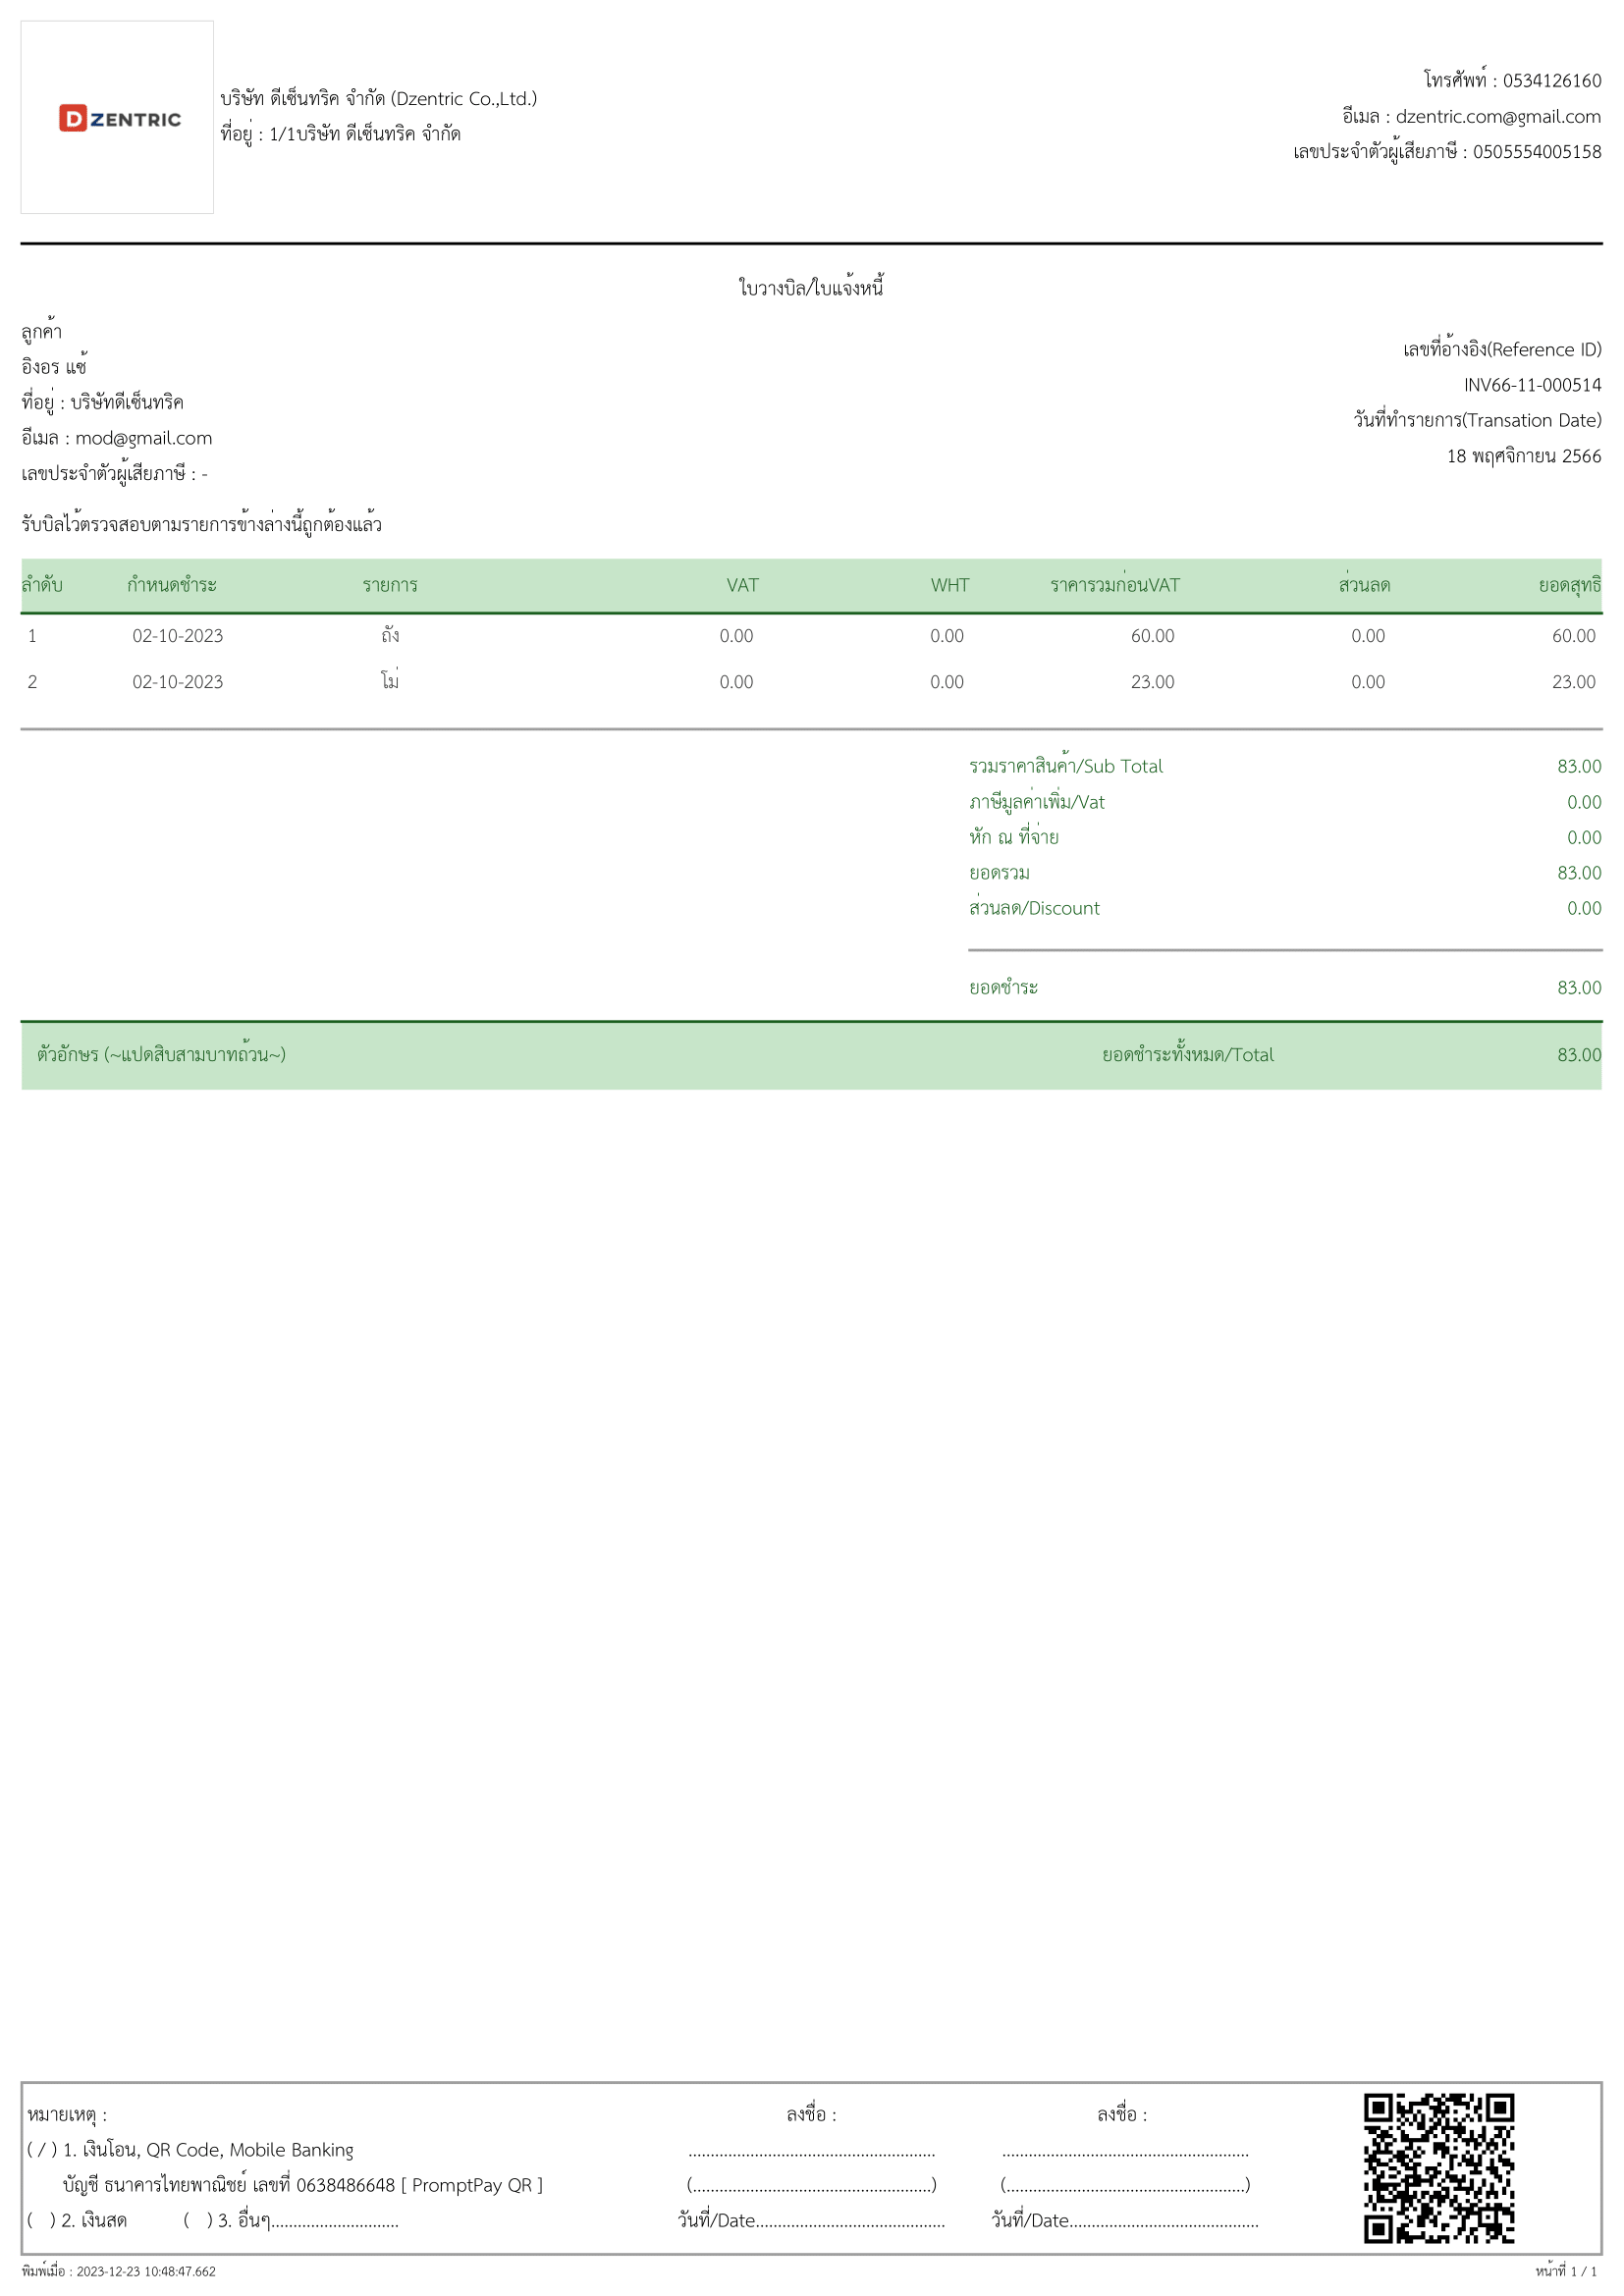 D ZENTRIC
บริษัท ดีเซ็นทริค จำกัด (Dzentric Co.,Ltd.)
ที่อยู่ : 1/1บริษัท ดีเซ็นทริค จำกัด
โทรศัพท์ : 0534126160
อีเมล : dzentric.com@gmail.com
เลขประจำตัวผู้เสียภาษี : 0505554005158
ใบวางบิล/ใบแจ้งหนี้
ลูกค้า
อิงอร แซ้
ที่อยู่ : บริษัทดีเซ็นทริค
อีเมล : mod@gmail.com
เลขประจำตัวผู้เสียภาษี : -
เลขที่อ้างอิง(Reference ID)
INV66-11-000514
วันที่ทำรายการ(Transation Date)
18 พฤศจิกายน 2566
รับบิลไว้ตรวจสอบตามรายการข้างล่างนี้ถูกต้องแล้ว
ลำดับ กำหนดชำระ รายการ VAT WHT ราคารวมก่อนVAT ส่วนลด ยอดสุทธิ
1 02-10-2023 ถัง 0.00 0.00 60.00 0.00 60.00
2 02-10-2023 โม่ 0.00 0.00 23.00 0.00 23.00
รวมราคาสินค้า/Sub Total 83.00
ภาษีมูลค่าเพิ่ม/Vat 0.00
หัก ณ ที่จ่าย 0.00
ยอดรวม 83.00
ส่วนลด/Discount 0.00
ยอดชำระ 83.00
ตัวอักษร (~แปดสิบสามบาทถ้วน~) ยอดชำระทั้งหมด/Total 83.00
หมายเหตุ :
( / ) 1. เงินโอน, QR Code, Mobile Banking
บัญชี ธนาคารไทยพาณิชย์ เลขที่ 0638486648 [ PromptPay QR ]
( ) 2. เงินสด ( ) 3. อื่นๆ.............................
ลงชื่อ :
........................................................
(......................................................)
วันที่/Date...........................................
ลงชื่อ :
........................................................
(......................................................)
วันที่/Date...........................................
พิมพ์เมื่อ : 2023-12-23 10:48:47.662
หน้าที่ 1 / 1